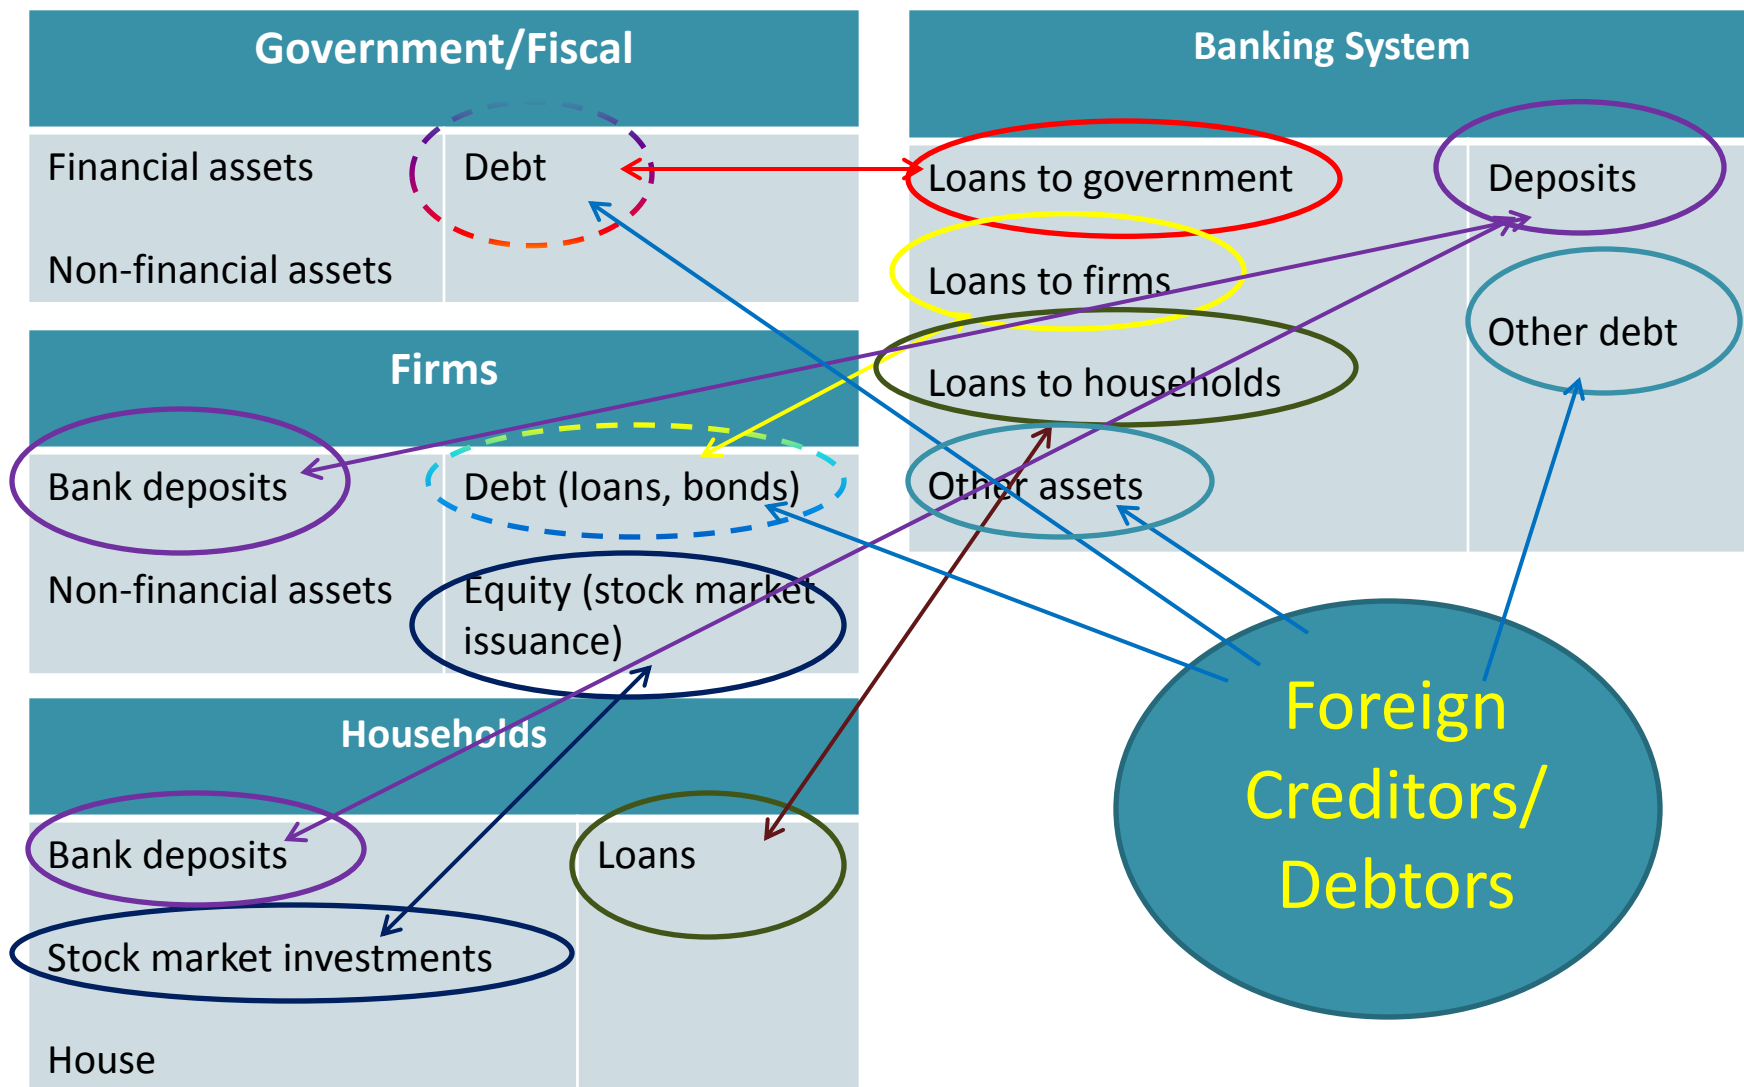 Government/Fiscal
Financial assets
Debt
Non-financial assets
Firms
Bank deposits
Debt (loans, bonds)
Non-financial assets
Equity (stock market
issuance)
Households
Bank deposits
Loans
Stock market investments
House
Banking System
Loans to government
Deposits
Loans to firms
Other debt
Loans to households
Other assets
Foreign
Creditors/
Debtors